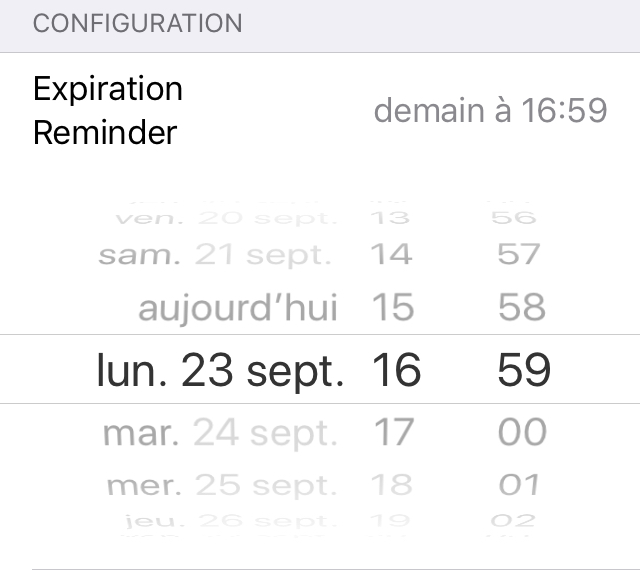 CONFIGURATION
Expiration
Reminder
demain à 16:59
ven. 20 sept. 13 56
sam. 21 sept. 14 57
aujourd’hui 15 58
lun. 23 sept. 16 59
mar. 24 sept. 17 00
mer. 25 sept. 18 01
jeu. 26 sept. 19 02